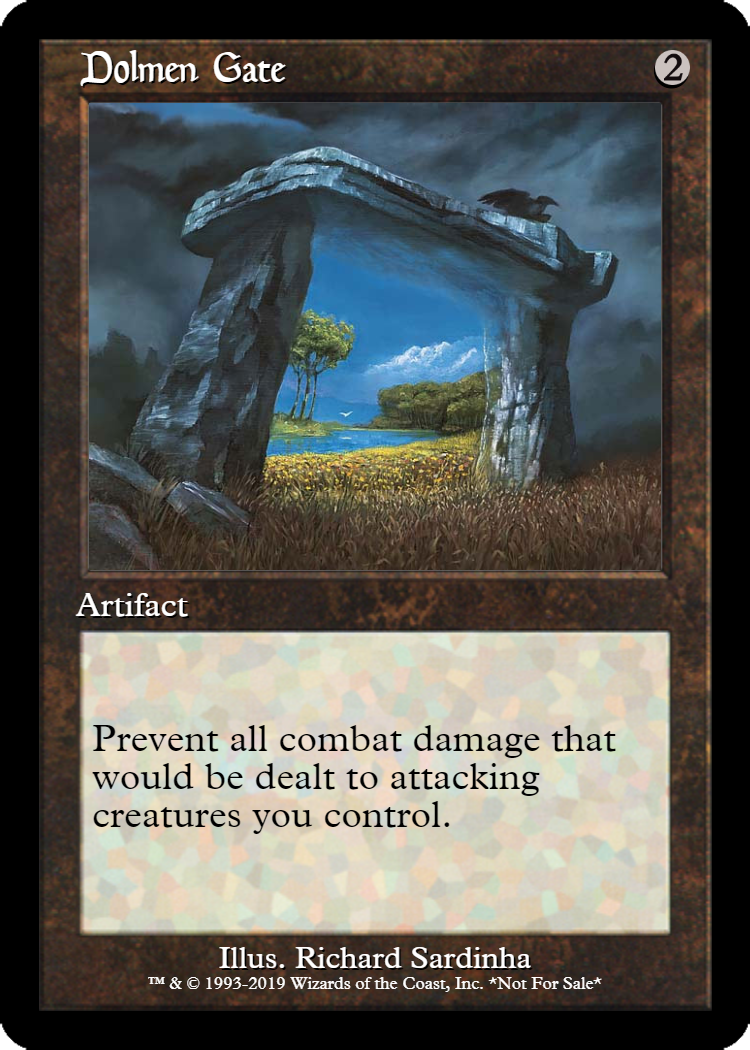 Dolmen Gate 2
Artifact
Prevent all combat damage that
would be dealt to attacking
creatures you control.
Illus. Richard Sardinha
™ & © 1993-2019 Wizards of the Coast, Inc. *Not For Sale*